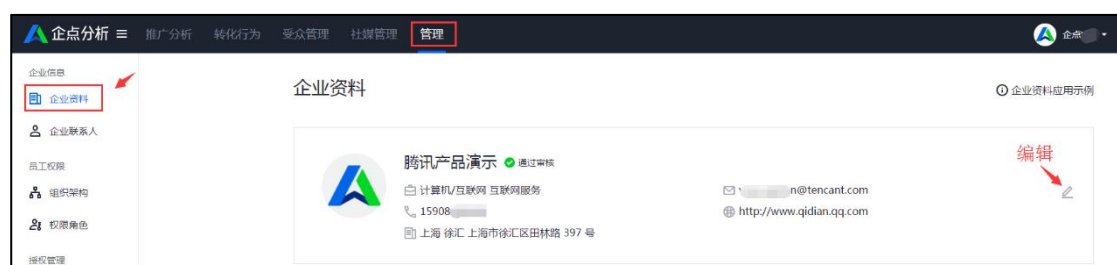 企点分析 推广分析 转化行为 受众管理 社媒管理 管理 企点
企业信息
企业资料
企业联系人
员工权限
组织架构
权限角色
授权管理
企业资料
企业资料应用示例
腾讯产品演示 通过审核
编辑
计算机/互联网 互联网服务
n@tencant.com
15908
http://www.qidian.qq.com
上海 徐汇 上海市徐汇区田林路 397 号